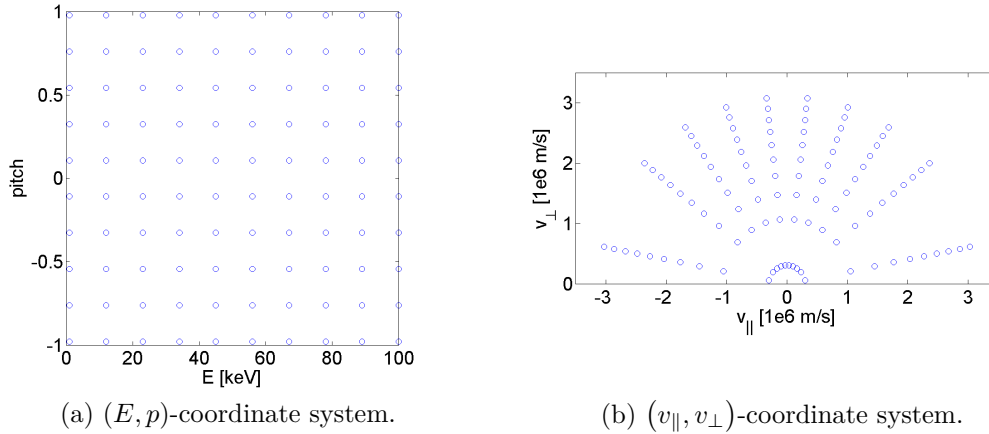 1
0.5
0
-0.5
-1
pitch
0 20 40 60 80 100
E [keV]
(a) (E, p)-coordinate system.
3
2
1
0
v⊥ [1e6 m/s]
-3 -2 -1 0 1 2 3
v|| [1e6 m/s]
(b) (v∥, v⊥)-coordinate system.